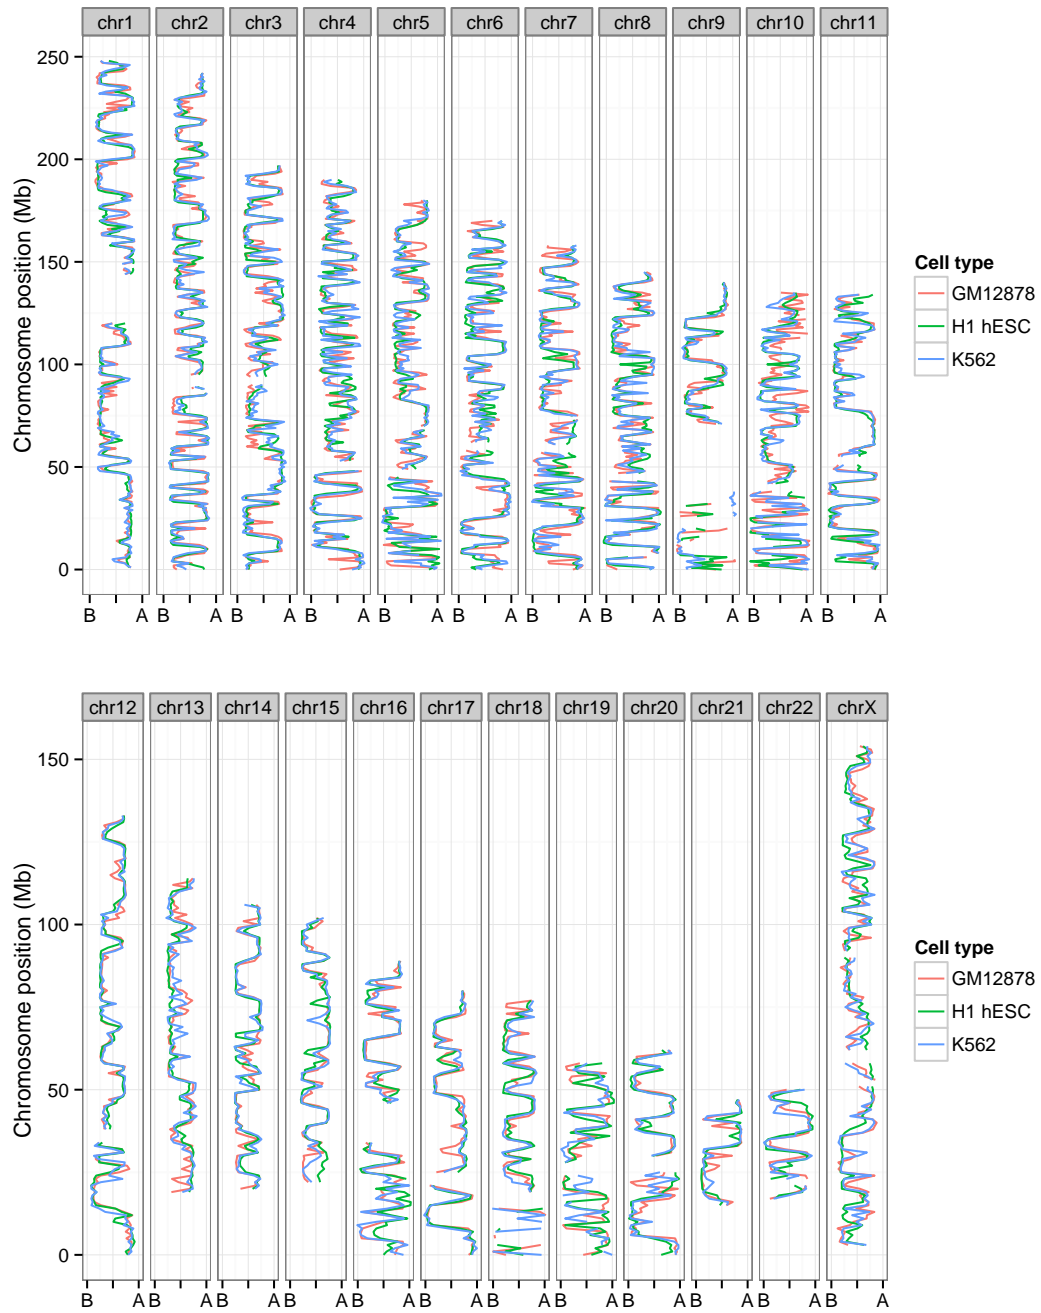 chr1 chr2 chr3 chr4 chr5 chr6 chr7 chr8 chr9 chr10 chr11
250
200
150
100
50
0
Chromosome position (Mb)
B A B A B A B A B A B A B A B A B A B A B A
Cell type
GM12878
H1 hESC
K562
chr12 chr13 chr14 chr15 chr16 chr17 chr18 chr19 chr20 chr21 chr22 chrX
150
100
50
0
Chromosome position (Mb)
B A B A B A B A B A B A B A B A B A B A B A B A
Cell type
GM12878
H1 hESC
K562